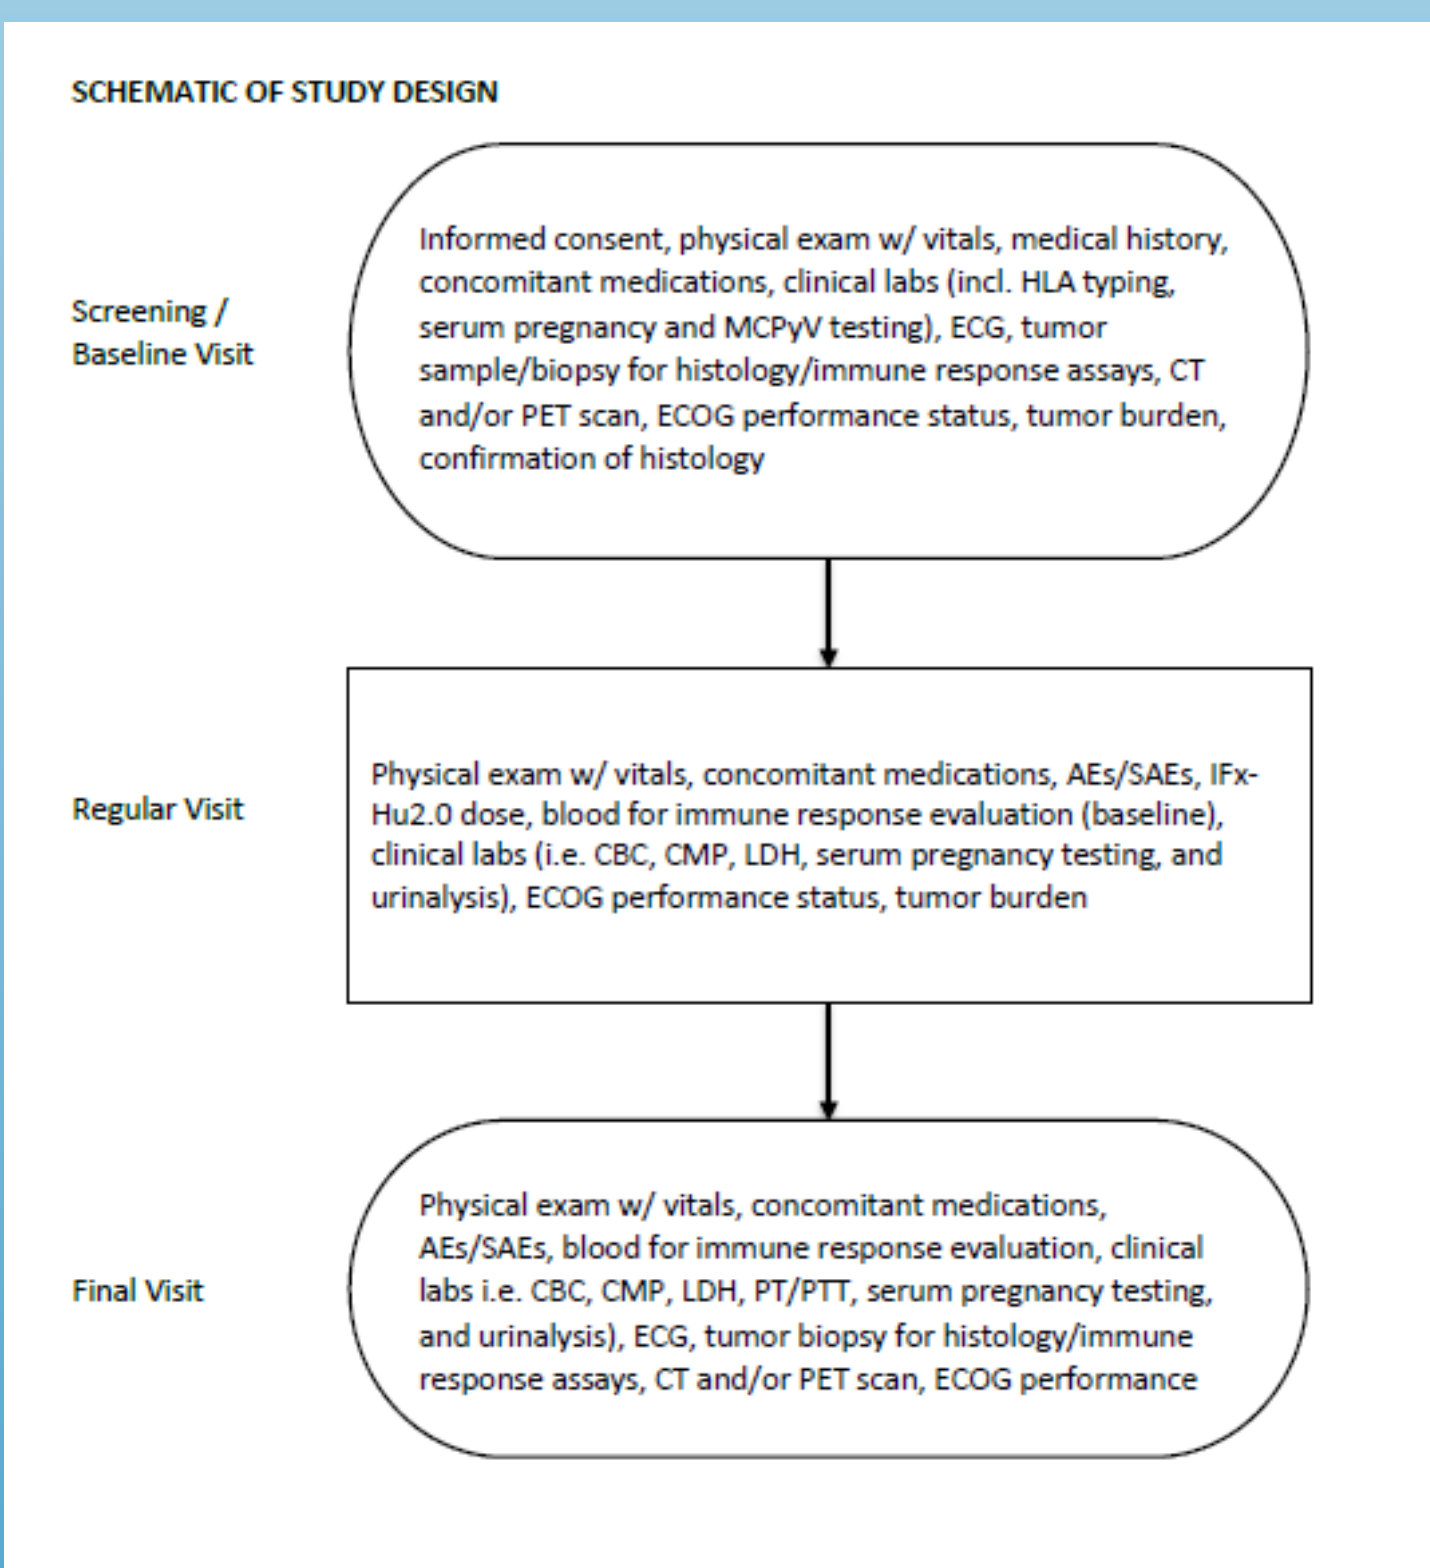 SCHEMATIC OF STUDY DESIGN
Screening /
Baseline Visit
Informed consent, physical exam w/ vitals, medical history,
concomitant medications, clinical labs (incl. HLA typing,
serum pregnancy and MCPyV testing), ECG, tumor
sample/biopsy for histology/immune response assays, CT
and/or PET scan, ECOG performance status, tumor burden,
confirmation of histology
Regular Visit
Physical exam w/ vitals, concomitant medications, AEs/SAEs, IFx-
Hu2.0 dose, blood for immune response evaluation (baseline),
clinical labs (i.e. CBC, CMP, LDH, serum pregnancy testing, and
urinalysis), ECOG performance status, tumor burden
Final Visit
Physical exam w/ vitals, concomitant medications,
AEs/SAEs, blood for immune response evaluation, clinical
labs i.e. CBC, CMP, LDH, PT/PTT, serum pregnancy testing,
and urinalysis), ECG, tumor biopsy for histology/immune
response assays, CT and/or PET scan, ECOG performance